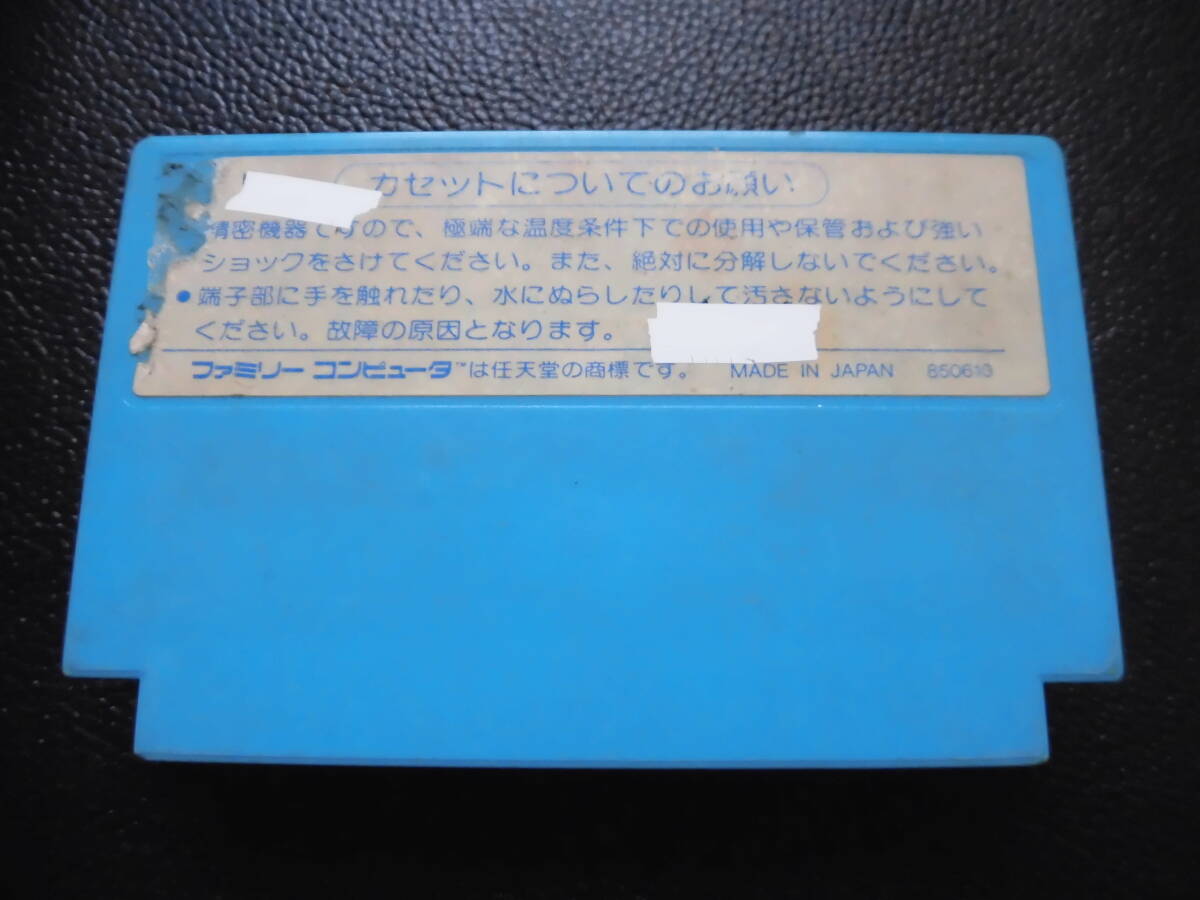 カセットについてのお願い
精密機器ですので、極端な温度条件下での使用や保管および強い
ショックをさけてください。また、絶対に分解しないでください。
●端子部に手を触れたり、水にぬらしたりして汚さないようにして
ください。故障の原因となります。
ファミリー コンピュータ™は任天堂の商標です。 MADE IN JAPAN 850610